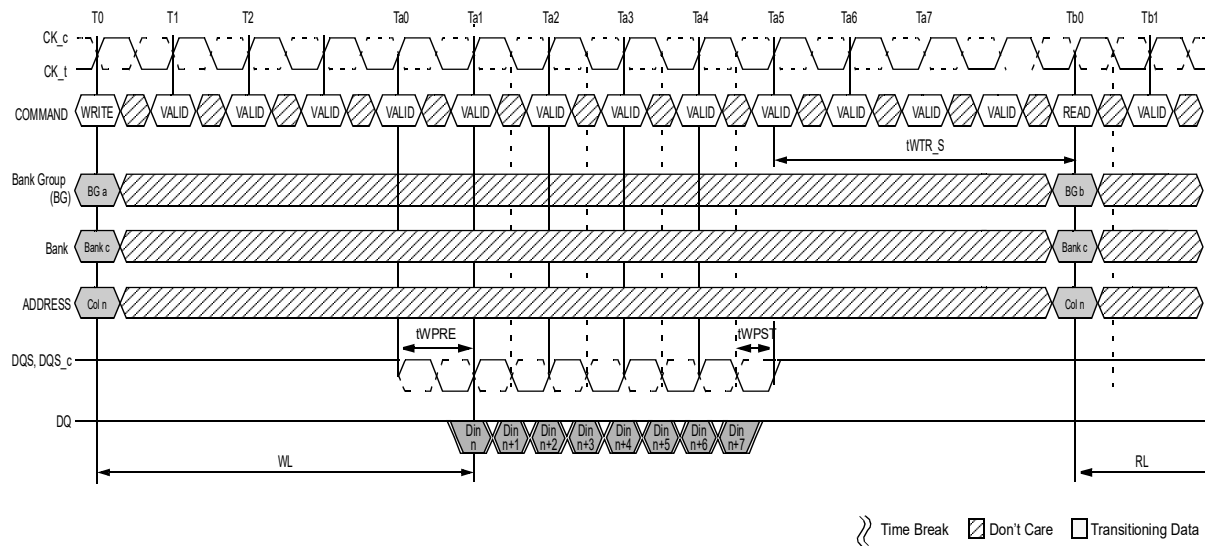 T0 T1 T2 Ta0 Ta1 Ta2 Ta3 Ta4 Ta5 Ta6 Ta7 Tb0 Tb1
CK_c
CK_t
COMMAND WRITE VALID VALID VALID VALID VALID VALID VALID VALID VALID VALID VALID VALID READ VALID
tWTR_S
Bank Group
(BG)
BG a BG b
Bank Bank c Bank c
ADDRESS Col n Col n
tWPRE tWPST
DQS, DQS_c
DQ
Din
n
Din
n+1
Din
n+2
Din
n+3
Din
n+4
Din
n+5
Din
n+6
Din
n+7
WL RL
Time Break Don't Care Transitioning Data